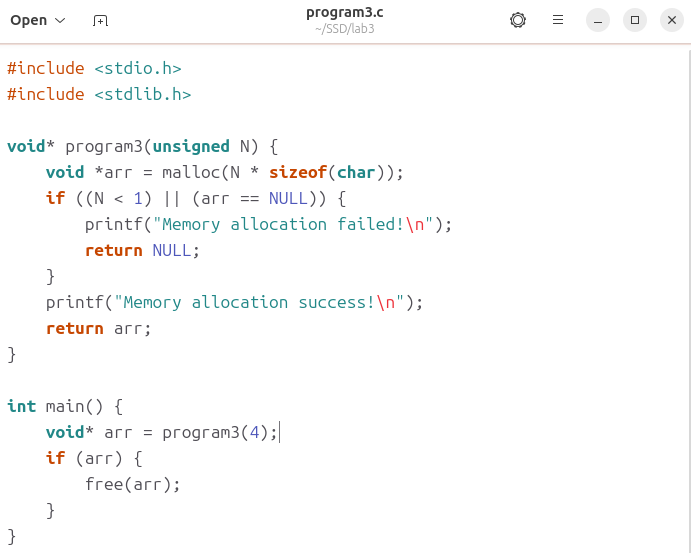 Open
program3.c
~/SSD/lab3
#include <stdio.h>
#include <stdlib.h>

void* program3(unsigned N) {
    void *arr = malloc(N * sizeof(char));
    if ((N < 1) || (arr == NULL)) {
        printf("Memory allocation failed!\n");
        return NULL;
    }
    printf("Memory allocation success!\n");
    return arr;
}

int main() {
    void* arr = program3(4);
    if (arr) {
        free(arr);
    }
}